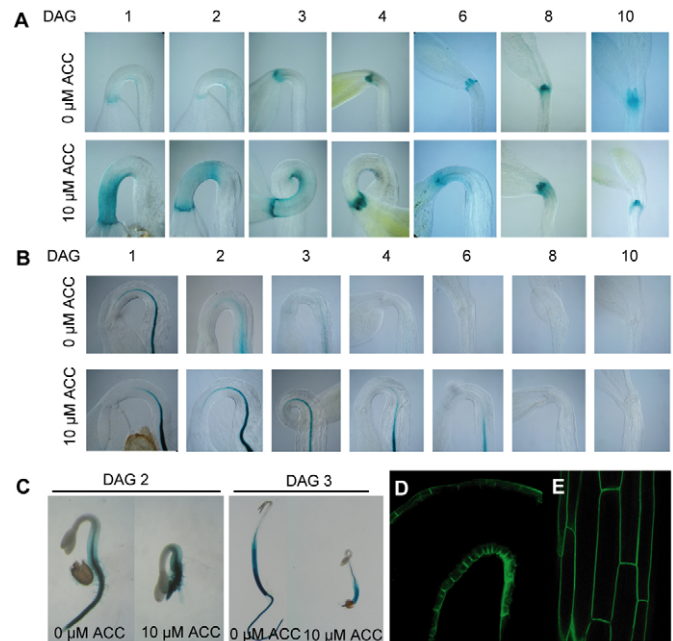 A DAG 1 2 3 4 6 8 10
0 µM ACC
10 µM ACC
B DAG 1 2 3 4 6 8 10
0 µM ACC
10 µM ACC
C DAG 2 DAG 3 D E
0 µM ACC 10 µM ACC 0 µM ACC 10 µM ACC